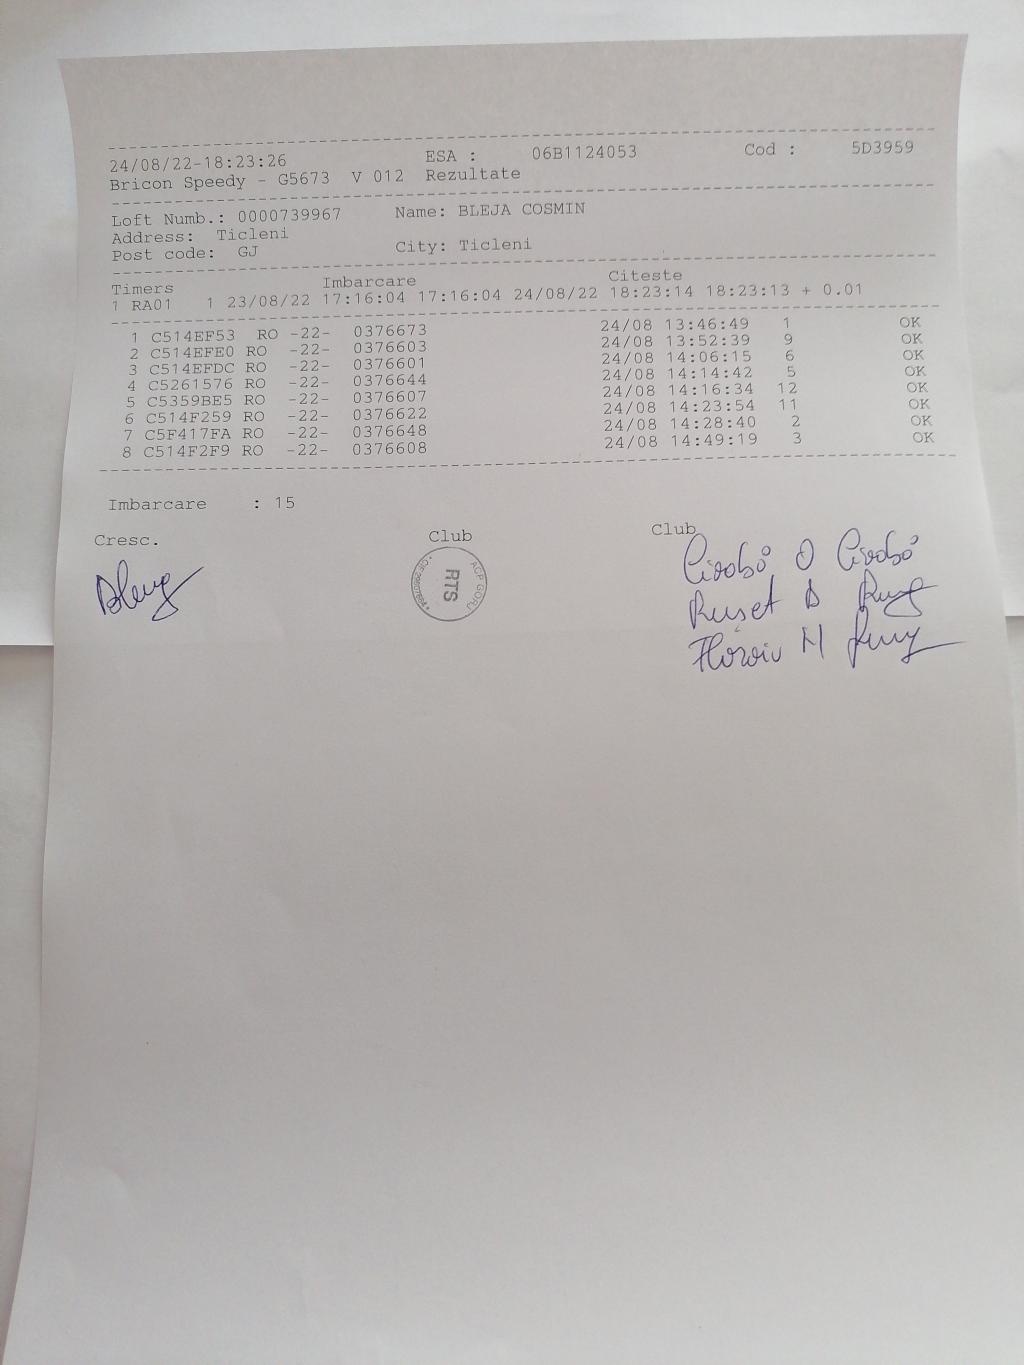 24/08/22-18:23:26 ESA : 06B1124053 Cod : 5D3959
Bricon Speedy - G5673 V 012 Rezultate
Loft Numb.: 0000739967 Name: BLEJA COSMIN
Address: Ticleni
Post code: GJ City: Ticleni
Timers Imbarcare Citeste
1 RA01 1 23/08/22 17:16:04 17:16:04 24/08/22 18:23:14 18:23:13 + 0.01
1 C514EF53 RO -22- 0376673 24/08 13:46:49 1 OK
2 C514EFE0 RO -22- 0376603 24/08 13:52:39 9 OK
3 C514EFDC RO -22- 0376601 24/08 14:06:15 6 OK
4 C5261576 RO -22- 0376644 24/08 14:14:42 5 OK
5 C5359BE5 RO -22- 0376607 24/08 14:16:34 12 OK
6 C514F259 RO -22- 0376622 24/08 14:23:54 11 OK
7 C5F417FA RO -22- 0376648 24/08 14:28:40 2 OK
8 C514F2F9 RO -22- 0376608 24/08 14:49:19 3 OK
Imbarcare : 15
Cresc. Club Club
ACP GORJ
RTS
Ruset D